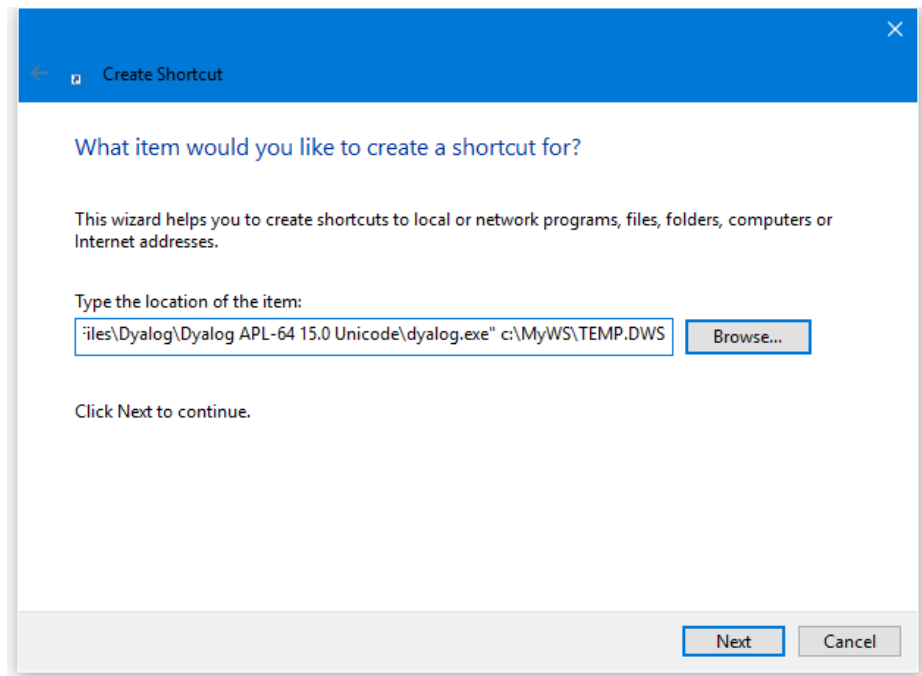 Create Shortcut
What item would you like to create a shortcut for?
This wizard helps you to create shortcuts to local or network programs, files, folders, computers or
Internet addresses.
Type the location of the item:
iles\Dyalog\Dyalog APL-64 15.0 Unicode\dyalog.exe" c:\MyWS\TEMP.DWS
Browse...
Click Next to continue.
Next
Cancel